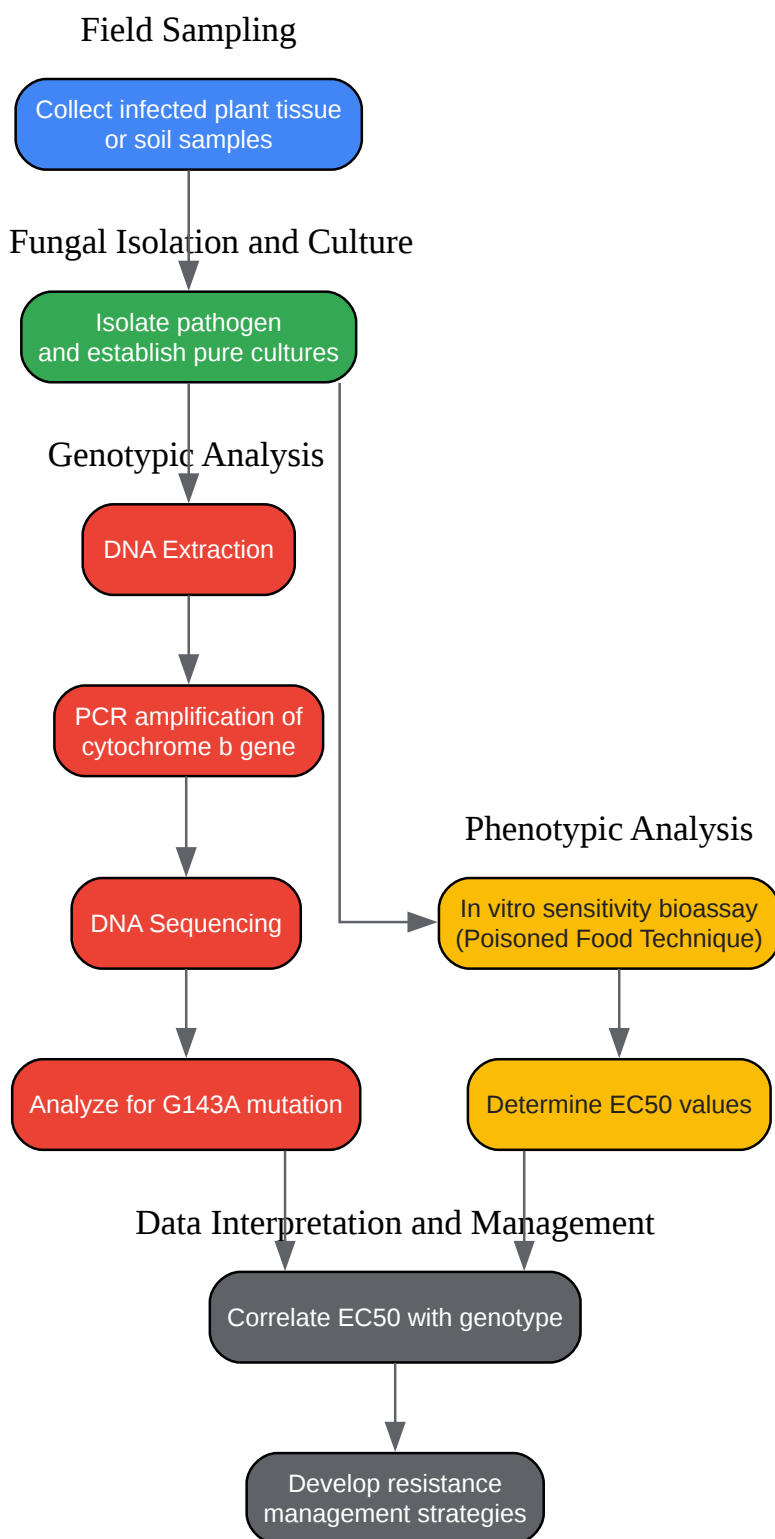 Field Sampling
Collect infected plant tissue
or soil samples
Fungal Isolation and Culture
Isolate pathogen
and establish pure cultures
Genotypic Analysis
DNA Extraction
PCR amplification of
cytochrome b gene
DNA Sequencing
Analyze for G143A mutation
Phenotypic Analysis
In vitro sensitivity bioassay
(Poisoned Food Technique)
Determine EC50 values
Data Interpretation and Management
Correlate EC50 with genotype
Develop resistance
management strategies